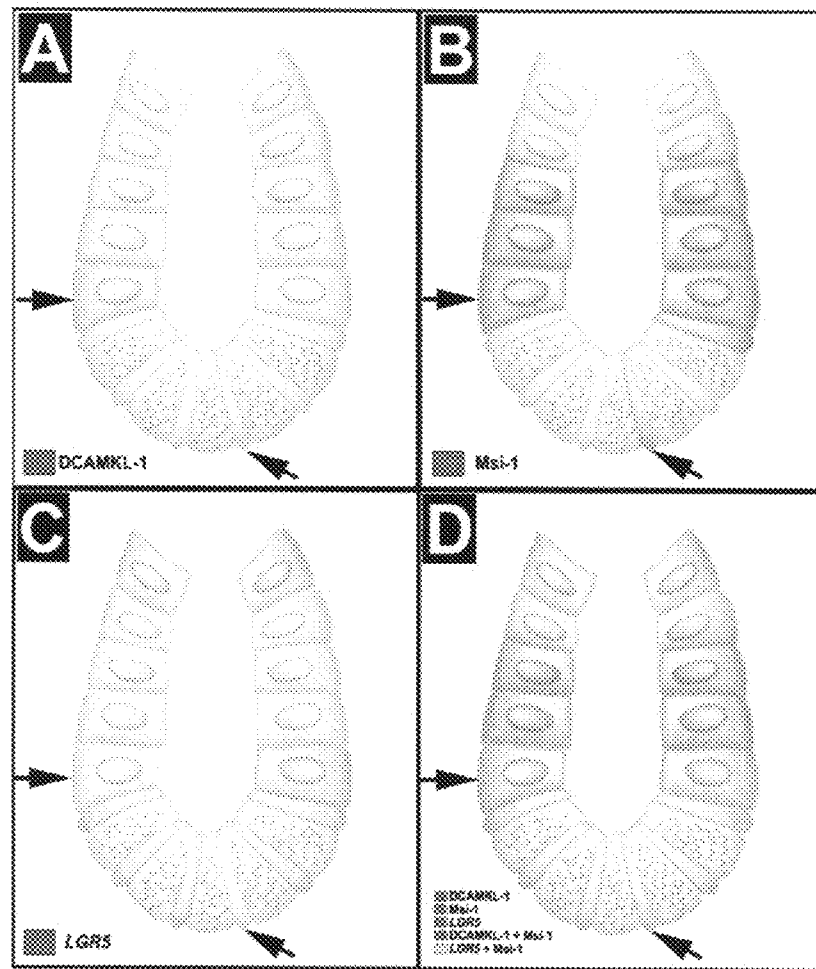 A
B
DCAMKL-1
Msi-1
C
D
LGR5
DCAMKL-1
Msi-1
LGR5
DCAMKL-1 + Msi-1
LGR5 + Msi-1